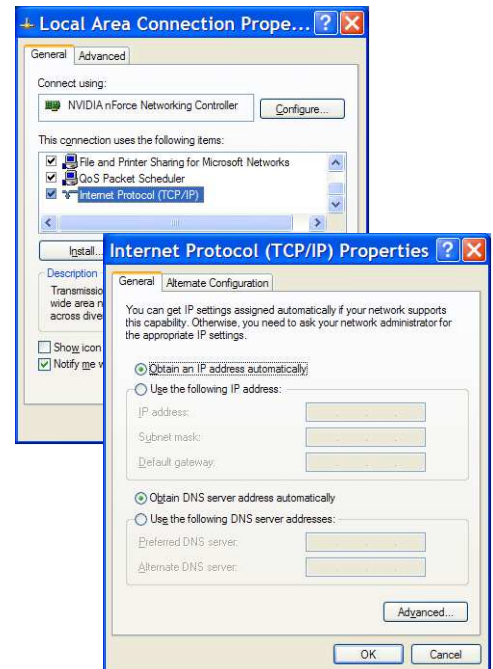 Local Area Connection Prope...
General Advanced
Connect using:
NVIDIA nForce Networking Controller Configure...
This connection uses the following items:
File and Printer Sharing for Microsoft Networks
QoS Packet Scheduler
Internet Protocol (TCP/IP)
Install...
Description
Transmissio
wide area n
across dive
Show icon
Notify me w
Internet Protocol (TCP/IP) Properties
General Alternate Configuration
You can get IP settings assigned automatically if your network supports
this capability. Otherwise, you need to ask your network administrator for
the appropriate IP settings.
Obtain an IP address automatically
Use the following IP address:
IP address:
Subnet mask:
Default gateway:
Obtain DNS server address automatically
Use the following DNS server addresses:
Preferred DNS server:
Alternate DNS server:
Advanced...
OK Cancel